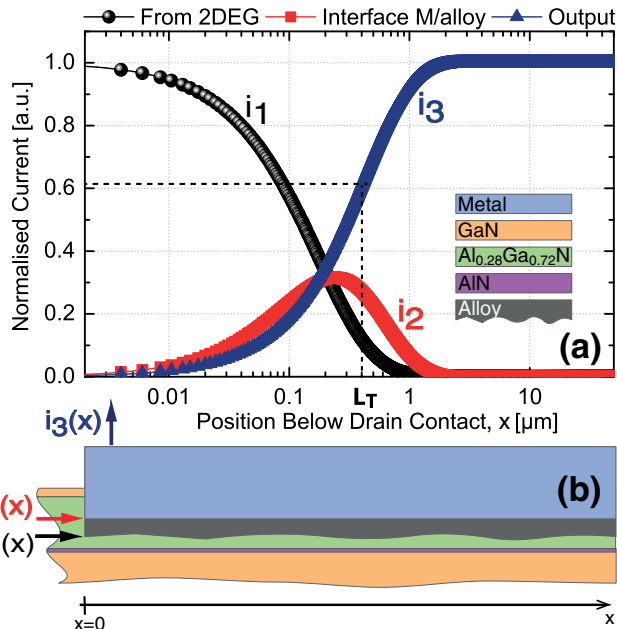 From 2DEG Interface M/alloy Output
Normalised Current [a.u.]
1.0
0.8
0.6
0.4
0.2
0.0
i1
i3
i2
Metal
GaN
Al0.28Ga0.72N
AlN
Alloy
(a)
0.01
0.1
1
10
LT
Position Below Drain Contact, x [µm]
i3(x)
(b)
(x)
(x)
x=0
x